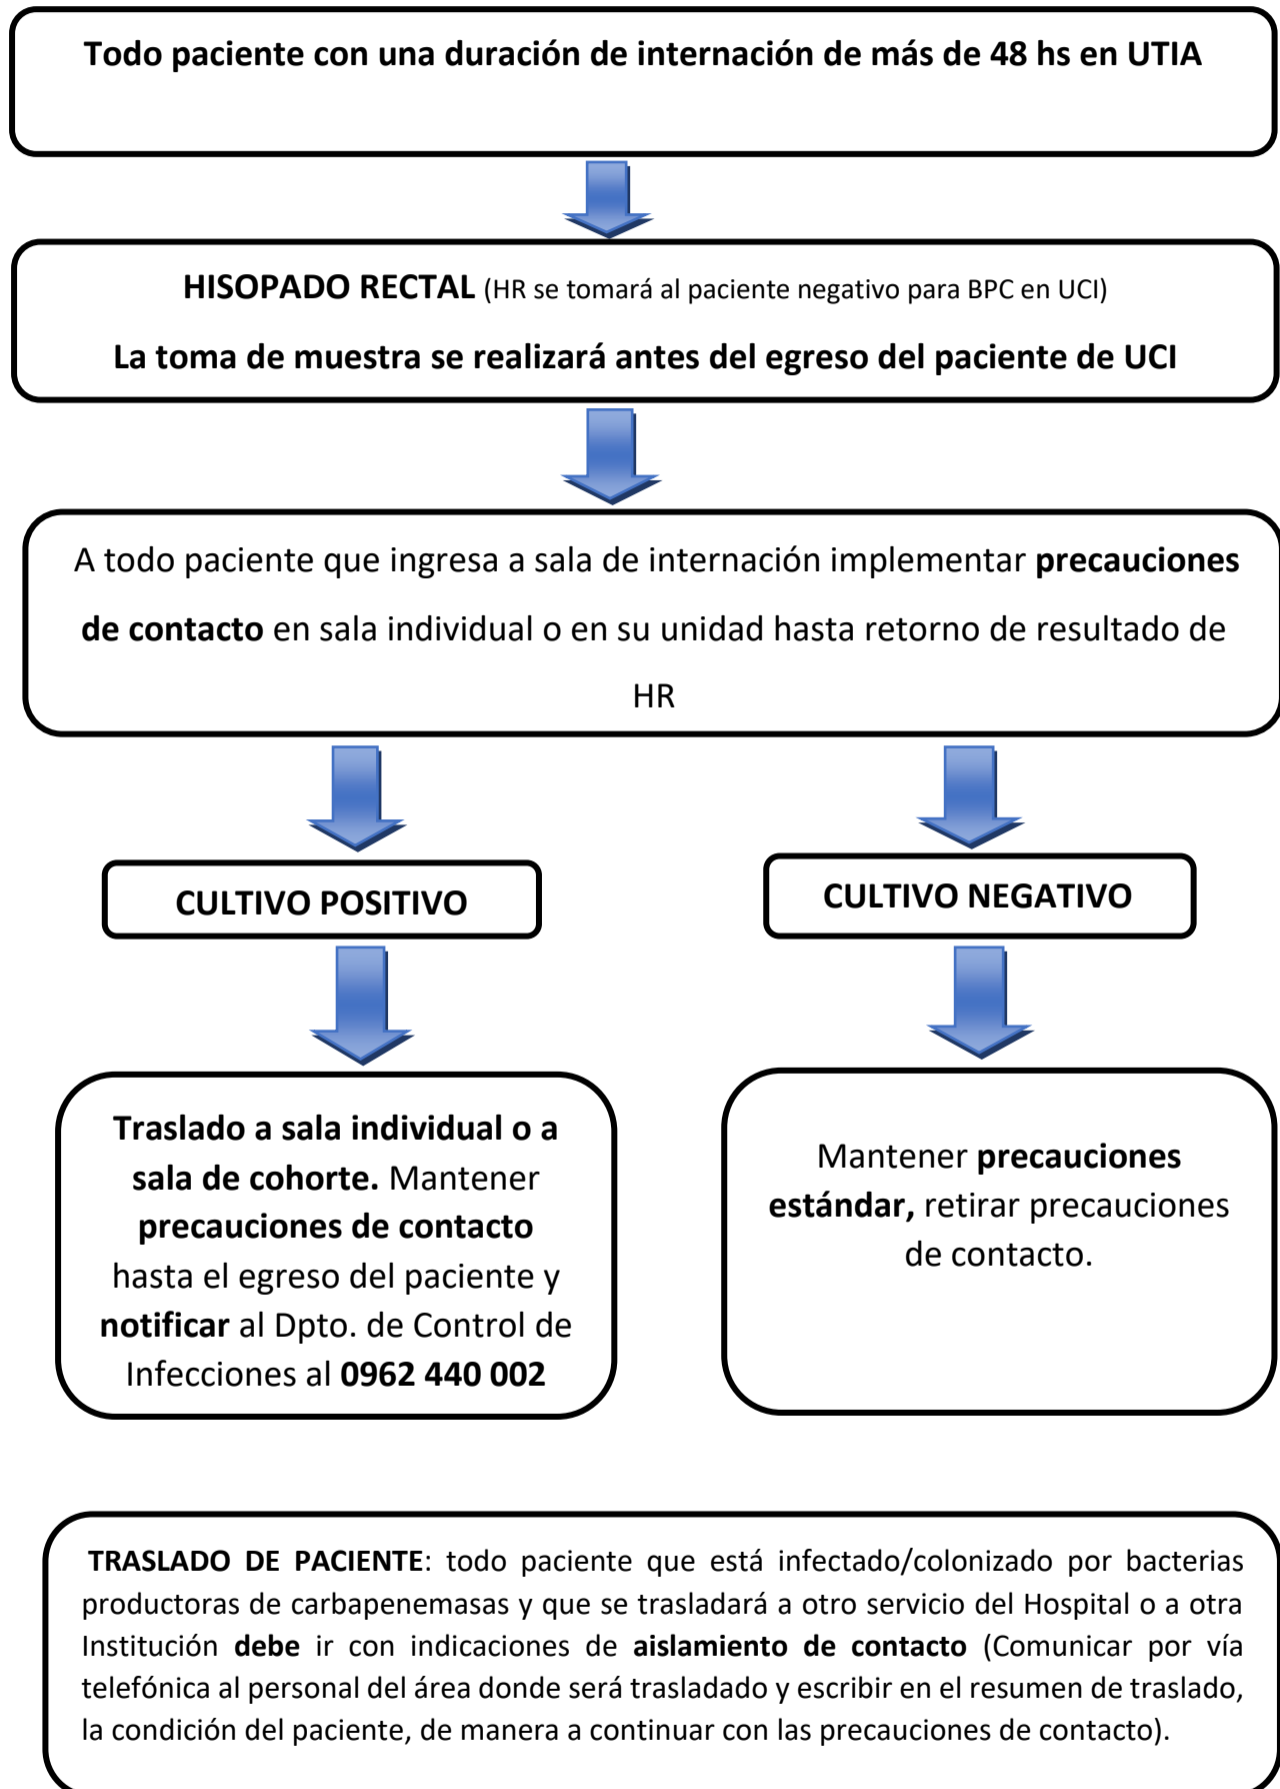 Todo paciente con una duración de internación de más de 48 hs en UTIA
HISOPADO RECTAL (HR se tomará al paciente negativo para BPC en UCI)
La toma de muestra se realizará antes del egreso del paciente de UCI
A todo paciente que ingresa a sala de internación implementar precauciones
de contacto en sala individual o en su unidad hasta retorno de resultado de
HR
CULTIVO POSITIVO
CULTIVO NEGATIVO
Traslado a sala individual o a
sala de cohorte. Mantener
precauciones de contacto
hasta el egreso del paciente y
notificar al Dpto. de Control de
Infecciones al 0962 440 002
Mantener precauciones
estándar, retirar precauciones
de contacto.
TRASLADO DE PACIENTE: todo paciente que está infectado/colonizado por bacterias
productoras de carbapenemasas y que se trasladará a otro servicio del Hospital o a otra
Institución debe ir con indicaciones de aislamiento de contacto (Comunicar por vía
telefónica al personal del área donde será trasladado y escribir en el resumen de traslado,
la condición del paciente, de manera a continuar con las precauciones de contacto).